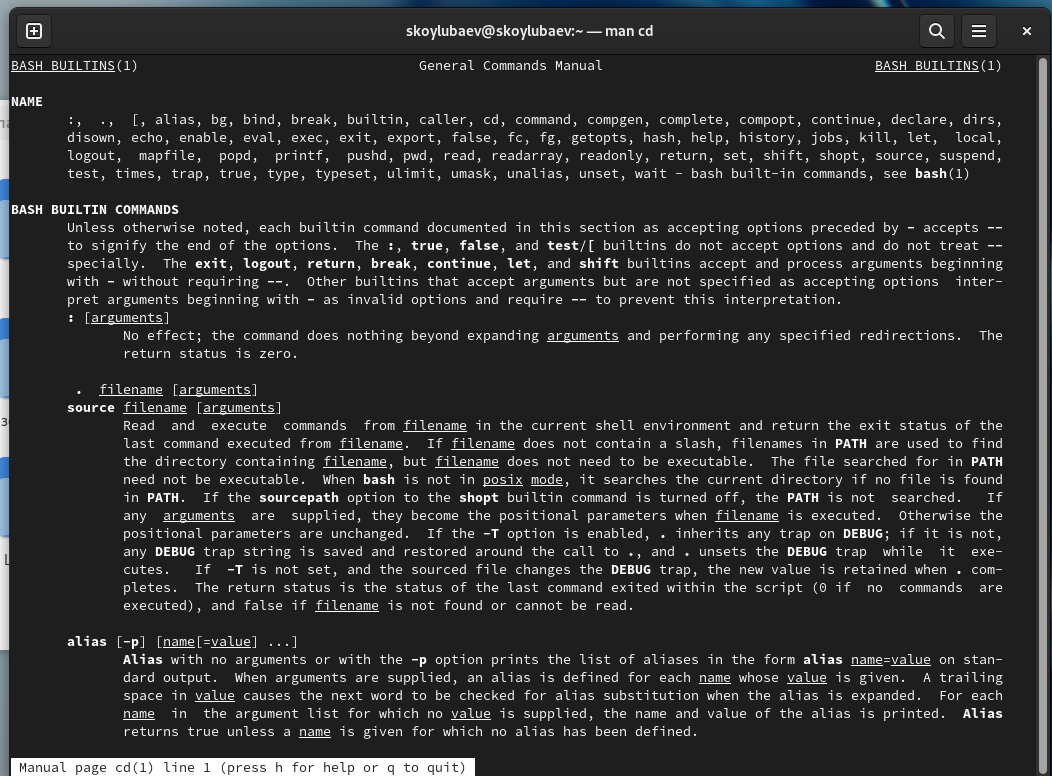 skoylubaev@skoylubaev:~ — man cd
BASH BUILTINS(1) General Commands Manual BASH BUILTINS(1)
NAME
:, ., [, alias, bg, bind, break, builtin, caller, cd, command, compgen, complete, compopt, continue, declare, dirs,
disown, echo, enable, eval, exec, exit, export, false, fc, fg, getopts, hash, help, history, jobs, kill, let, local,
logout, mapfile, popd, printf, pushd, pwd, read, readarray, readonly, return, set, shift, shopt, source, suspend,
test, times, trap, true, type, typeset, ulimit, umask, unalias, unset, wait - bash built-in commands, see bash(1)
BASH BUILTIN COMMANDS
Unless otherwise noted, each builtin command documented in this section as accepting options preceded by - accepts --
to signify the end of the options. The :, true, false, and test/[ builtins do not accept options and do not treat --
specially. The exit, logout, return, break, continue, let, and shift builtins accept and process arguments beginning
with - without requiring --. Other builtins that accept arguments but are not specified as accepting options inter-
pret arguments beginning with - as invalid options and require -- to prevent this interpretation.
: [arguments]
No effect; the command does nothing beyond expanding arguments and performing any specified redirections. The
return status is zero.
. filename [arguments]
source filename [arguments]
Read and execute commands from filename in the current shell environment and return the exit status of the
last command executed from filename. If filename does not contain a slash, filenames in PATH are used to find
the directory containing filename, but filename does not need to be executable. The file searched for in PATH
need not be executable. When bash is not in posix mode, it searches the current directory if no file is found
in PATH. If the sourcepath option to the shopt builtin command is turned off, the PATH is not searched. If
any arguments are supplied, they become the positional parameters when filename is executed. Otherwise the
positional parameters are unchanged. If the -T option is enabled, . inherits any trap on DEBUG; if it is not,
any DEBUG trap string is saved and restored around the call to ., and . unsets the DEBUG trap while it exe-
cutes. If -T is not set, and the sourced file changes the DEBUG trap, the new value is retained when . com-
pletes. The return status is the status of the last command exited within the script (0 if no commands are
executed), and false if filename is not found or cannot be read.
alias [-p] [name[=value] ...]
Alias with no arguments or with the -p option prints the list of aliases in the form alias name=value on stan-
dard output. When arguments are supplied, an alias is defined for each name whose value is given. A trailing
space in value causes the next word to be checked for alias substitution when the alias is expanded. For each
name in the argument list for which no value is supplied, the name and value of the alias is printed. Alias
returns true unless a name is given for which no alias has been defined.
Manual page cd(1) line 1 (press h for help or q to quit)